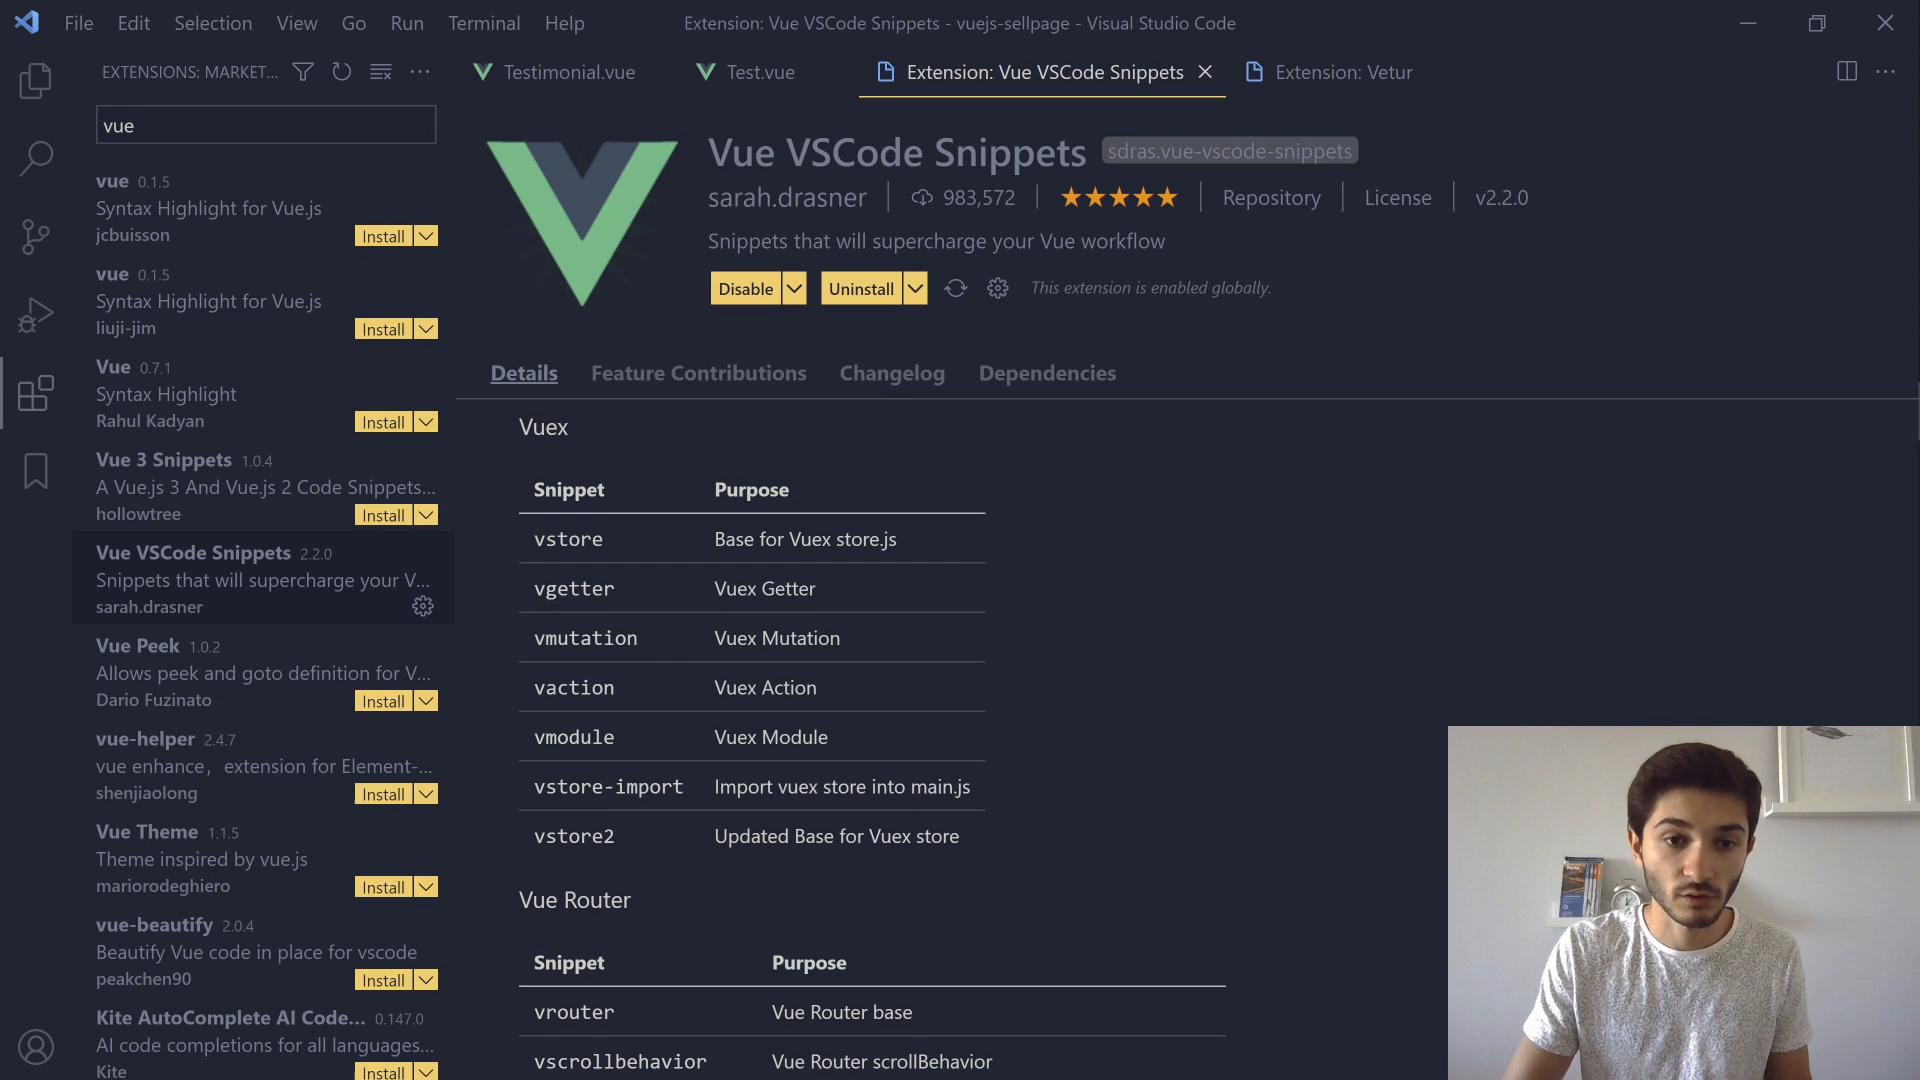 File Edit Selection View Go Run Terminal Help Extension: Vue VSCode Snippets - vuejs-sellpage - Visual Studio Code
EXTENSIONS: MARKET...
Testimonial.vue Test.vue Extension: Vue VSCode Snippets Extension: Vetur
vue
vue 0.1.5
Syntax Highlight for Vue.js
jcbuisson Install
vue 0.1.5
Syntax Highlight for Vue.js
liuji-jim Install
Vue 0.7.1
Syntax Highlight
Rahul Kadyan Install
Vue 3 Snippets 1.0.4
A Vue.js 3 And Vue.js 2 Code Snippets...
hollowtree Install
Vue VSCode Snippets 2.2.0
Snippets that will supercharge your V...
sarah.drasner
Vue Peek 1.0.2
Allows peek and goto definition for V...
Dario Fuzinato Install
vue-helper 2.4.7
vue enhance，extension for Element-...
shenjiaolong Install
Vue Theme 1.1.5
Theme inspired by vue.js
mariorodeghiero Install
vue-beautify 2.0.4
Beautify Vue code in place for vscode
peakchen90 Install
Kite AutoComplete AI Code... 0.147.0
AI code completions for all languages...
Kite Install
Vue VSCode Snippets sdras.vue-vscode-snippets
sarah.drasner 983,572 Repository License v2.2.0
Snippets that will supercharge your Vue workflow
Disable Uninstall This extension is enabled globally.
Details Feature Contributions Changelog Dependencies
Vuex
Snippet Purpose
vstore Base for Vuex store.js
vgetter Vuex Getter
vmutation Vuex Mutation
vaction Vuex Action
vmodule Vuex Module
vstore-import Import vuex store into main.js
vstore2 Updated Base for Vuex store
Vue Router
Snippet Purpose
vrouter Vue Router base
vscrollbehavior Vue Router scrollBehavior